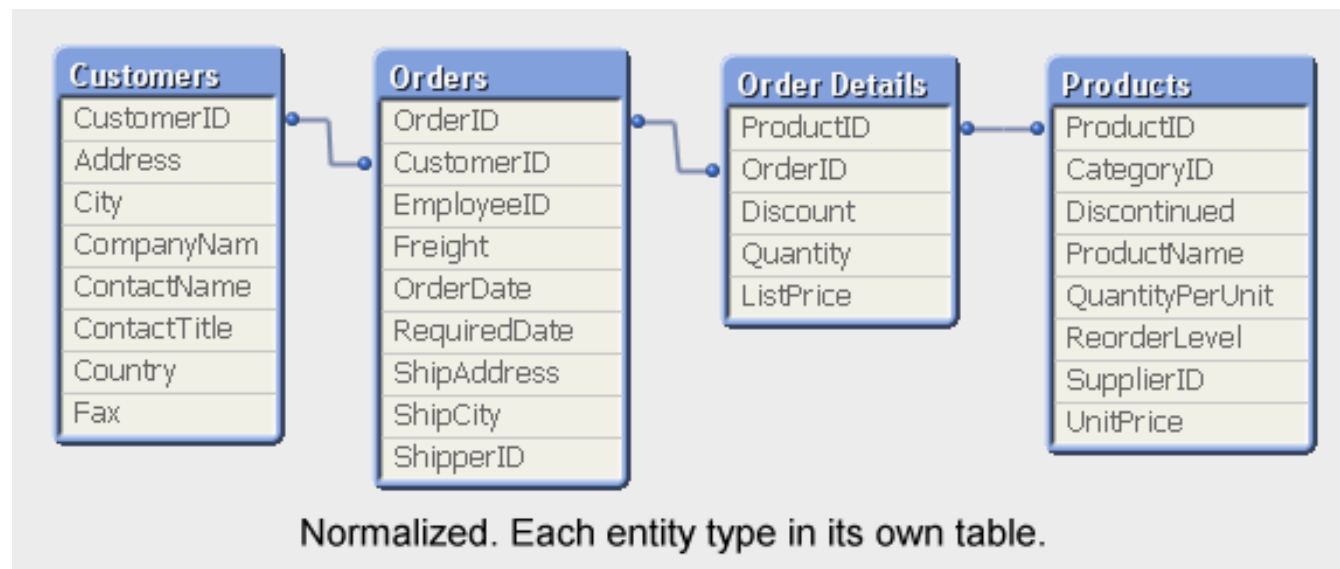 Customers
CustomerID
Address
City
CompanyNam
ContactName
ContactTitle
Country
Fax
Orders
OrderID
CustomerID
EmployeeID
Freight
OrderDate
RequiredDate
ShipAddress
ShipCity
ShipperID
Order Details
ProductID
OrderID
Discount
Quantity
ListPrice
Products
ProductID
CategoryID
Discontinued
ProductName
QuantityPerUnit
ReorderLevel
SupplierID
UnitPrice
Normalized. Each entity type in its own table.